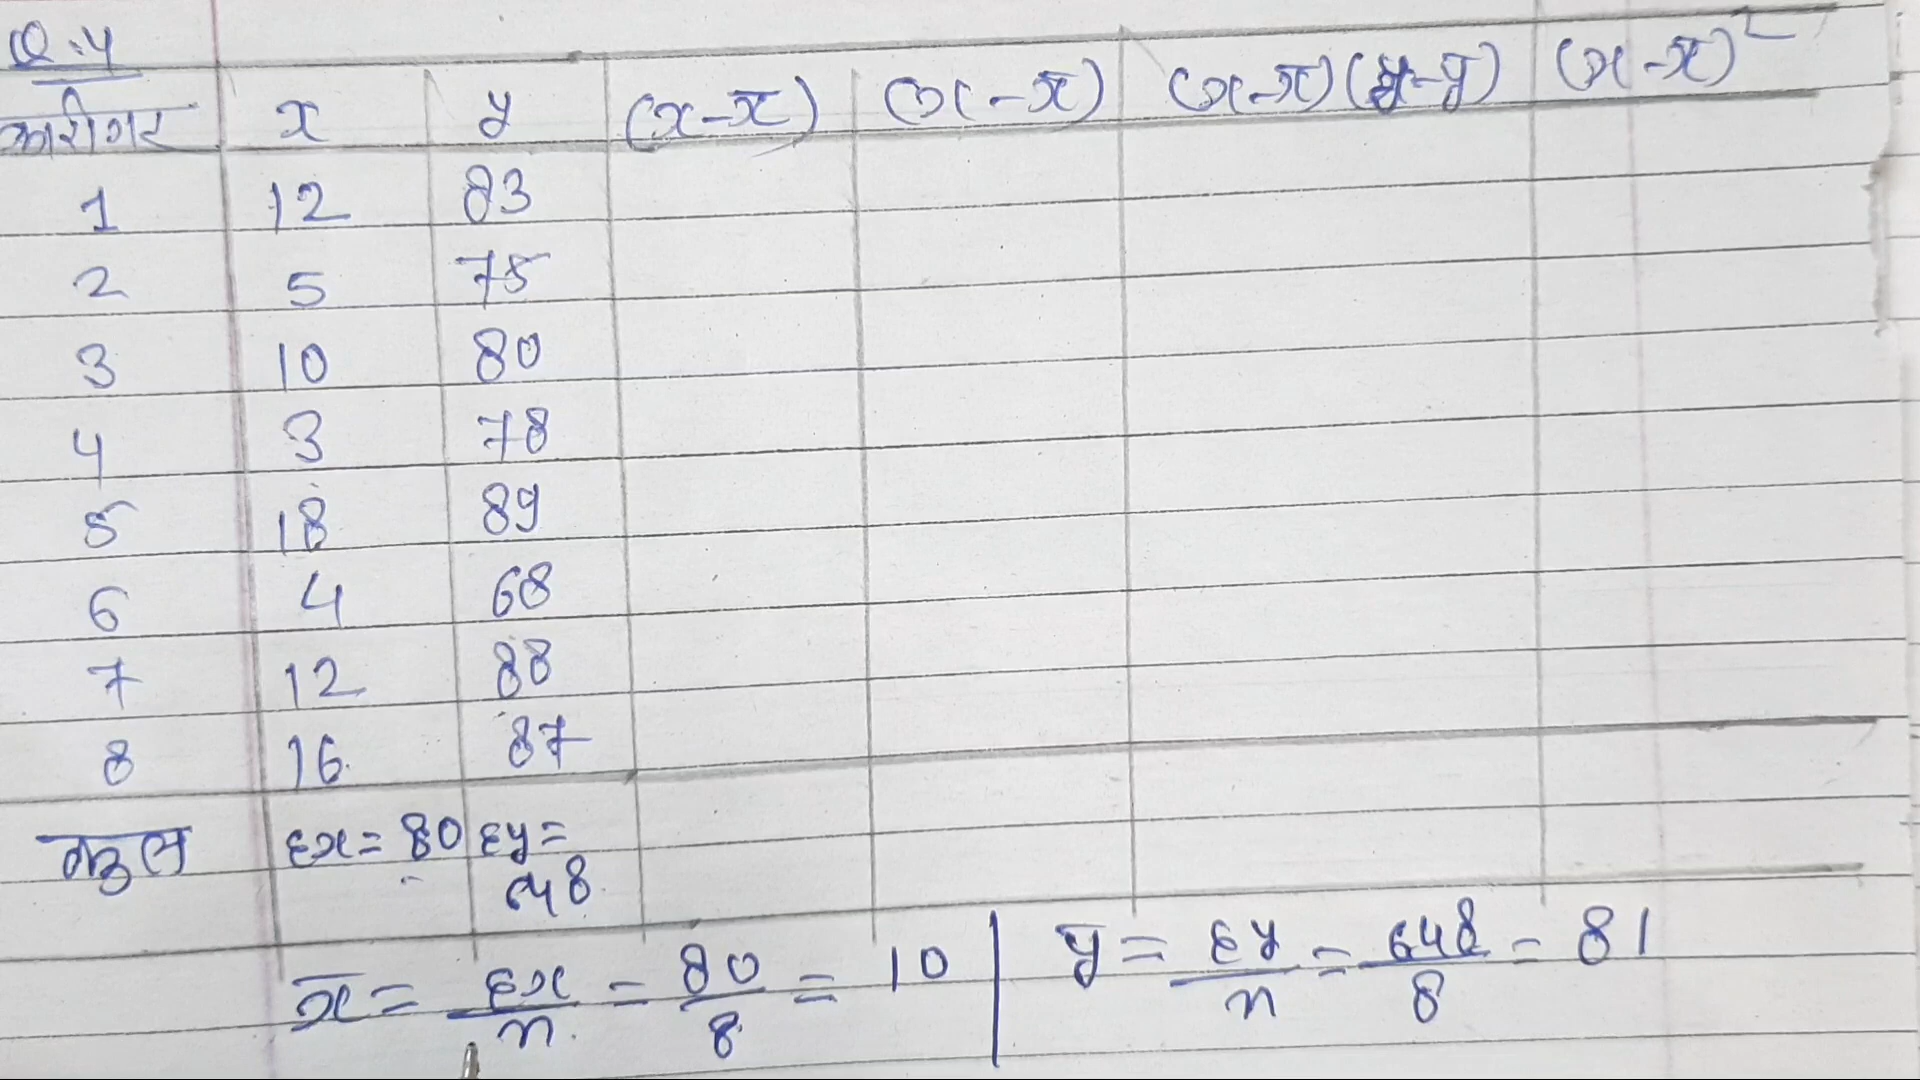 Q.4
कारीगर x y (x-x̅) (x-x̅) (x-x̅)(y-y̅) (x-x̅)²
1 12 83
2 5 75
3 10 80
4 3 78
5 18 89
6 4 68
7 12 88
8 16 87
कुल Σx = 80 Σy =
648
x̅ = Σx/n = 80/8 = 10 | y̅ = Σy/n = 648/8 = 81